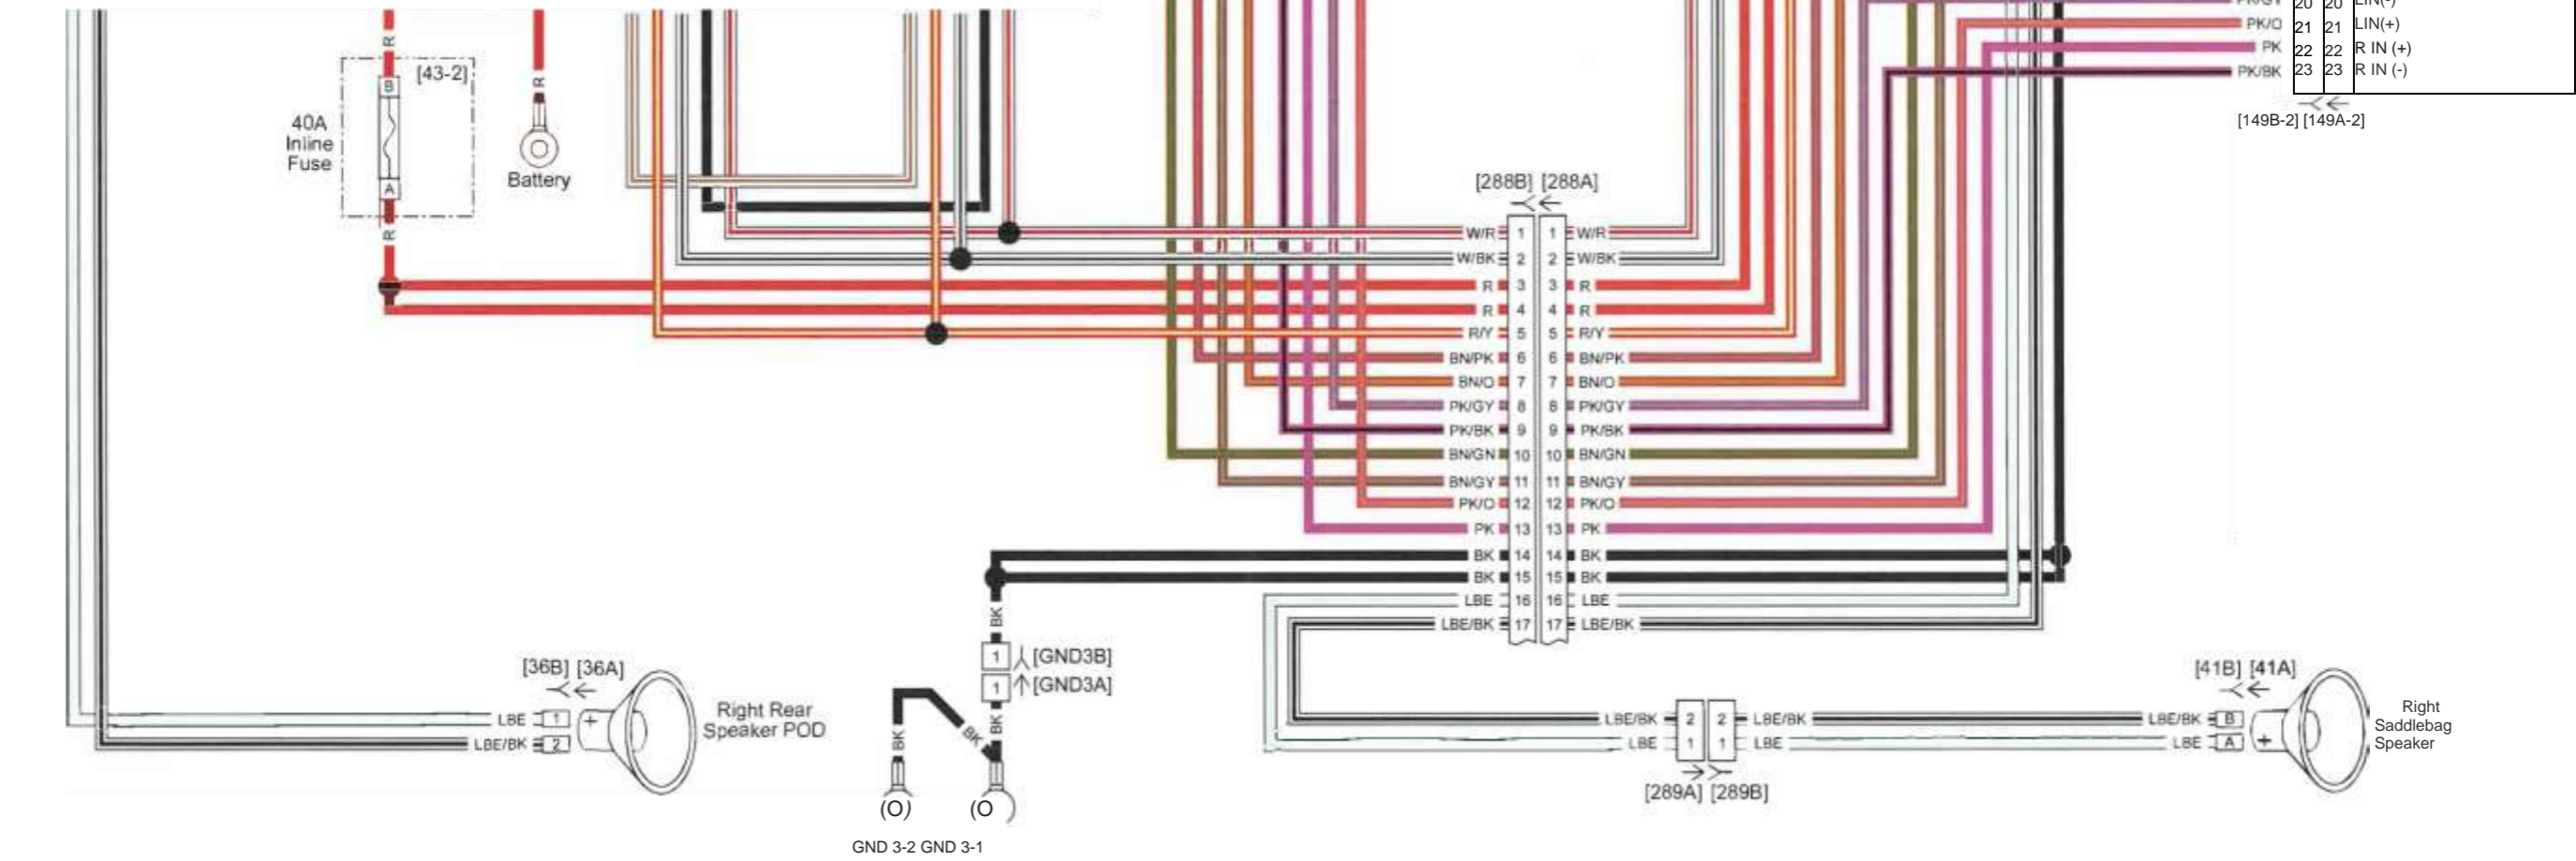 PK/GY 20 20 LIN(-)
PK/O 21 21 LIN(+)
PK 22 22 R IN (+)
PK/BK 23 23 R IN (-)
[149B-2] [149A-2]
R
[43-2]
B
40A
Inline
Fuse
A
R
R
Battery
[288B] [288A]
W/R 1 1 W/R
W/BK 2 2 W/BK
R 3 3 R
R 4 4 R
R/Y 5 5 R/Y
BN/PK 6 6 BN/PK
BN/O 7 7 BN/O
PK/GY 8 8 PK/GY
PK/BK 9 9 PK/BK
BN/GN 10 10 BN/GN
BN/GY 11 11 BN/GY
PK/O 12 12 PK/O
PK 13 13 PK
BK 14 14 BK
BK 15 15 BK
LBE 16 16 LBE
LBE/BK 17 17 LBE/BK
BK
1 [GND3B]
1 [GND3A]
BK
BK
BK
(O) (O)
GND 3-2 GND 3-1
[36B] [36A]
LBE 1 +
LBE/BK 2
Right Rear
Speaker POD
LBE/BK 2 2 LBE/BK
LBE 1 1 LBE
[289A] [289B]
[41B] [41A]
LBE/BK B
LBE A +
Right
Saddlebag
Speaker